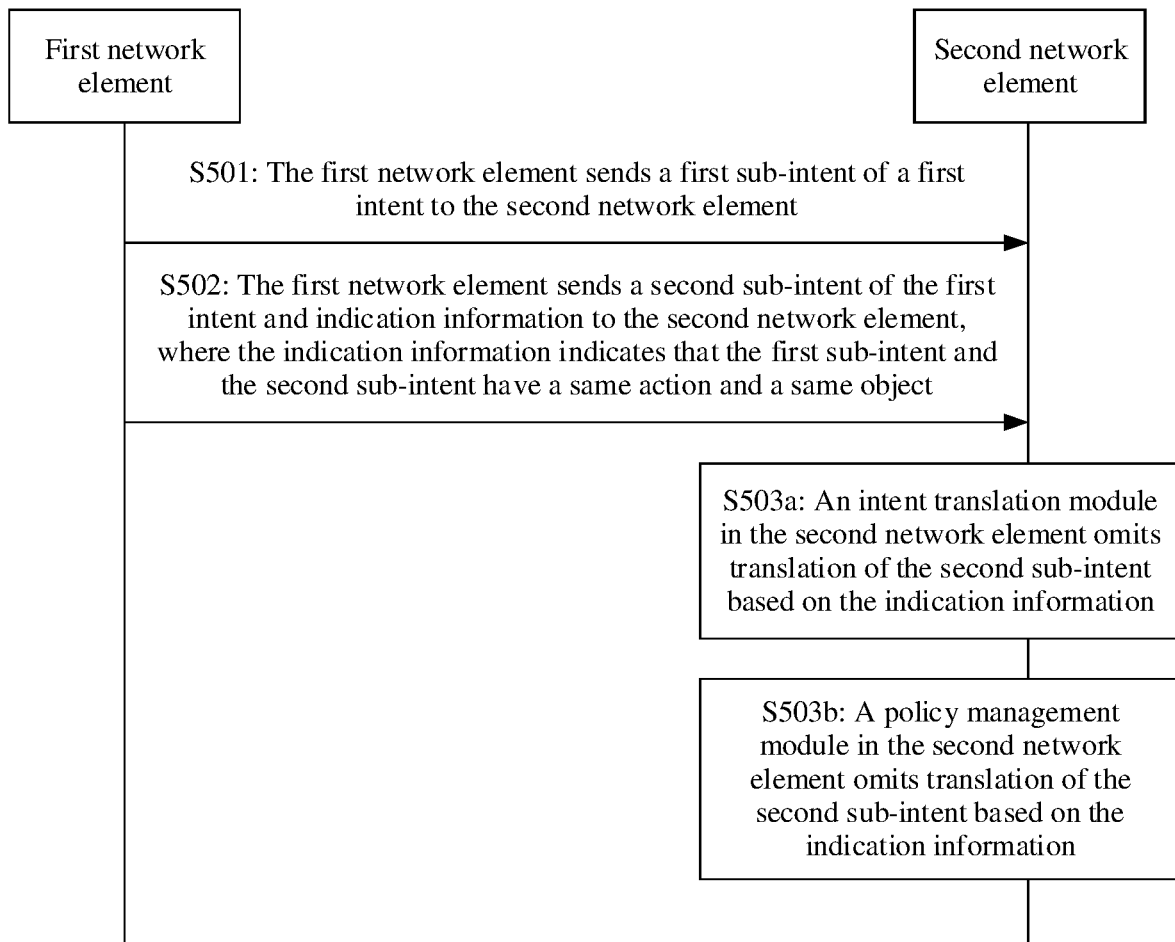 First network
element
Second network
element
S501: The first network element sends a first sub-intent of a first
intent to the second network element
S502: The first network element sends a second sub-intent of the first
intent and indication information to the second network element,
where the indication information indicates that the first sub-intent and
the second sub-intent have a same action and a same object
S503a: An intent translation module
in the second network element omits
translation of the second sub-intent
based on the indication information
S503b: A policy management
module in the second network
element omits translation of the
second sub-intent based on the
indication information